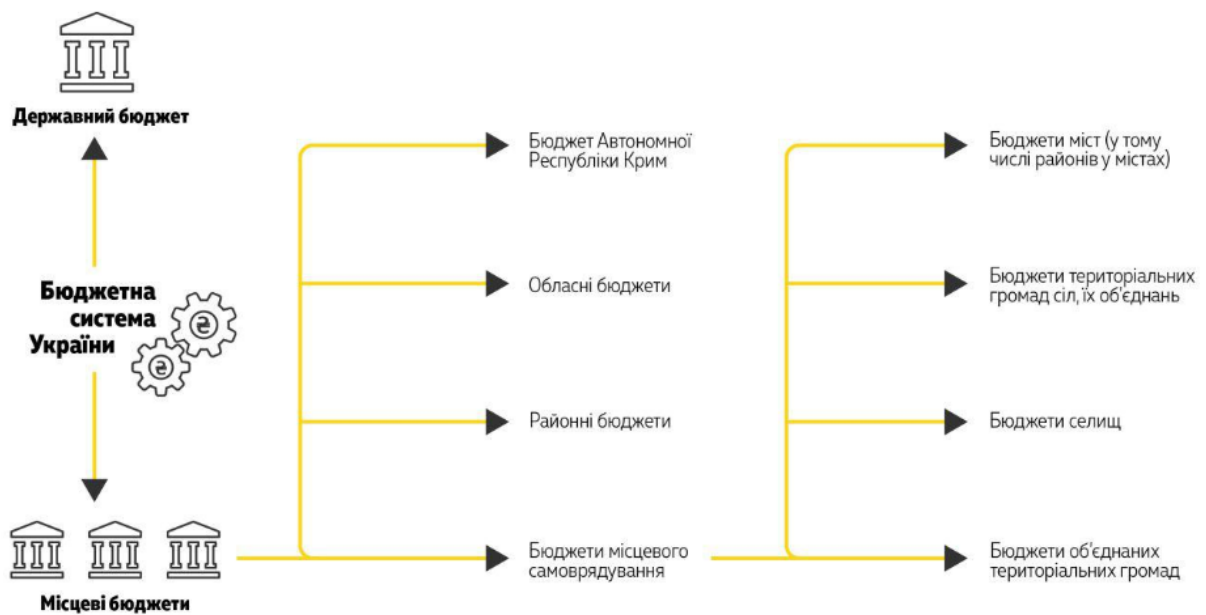 Державний бюджет
Бюджетна
система
України
Місцеві бюджети
Бюджет Автономної
Республіки Крим
Обласні бюджети
Районні бюджети
Бюджети місцевого
самоврядування
Бюджети міст (у тому
числі районів у містах)
Бюджети територіальних
громад сіл, їх об'єднань
Бюджети селищ
Бюджети об'єднаних
територіальних громад